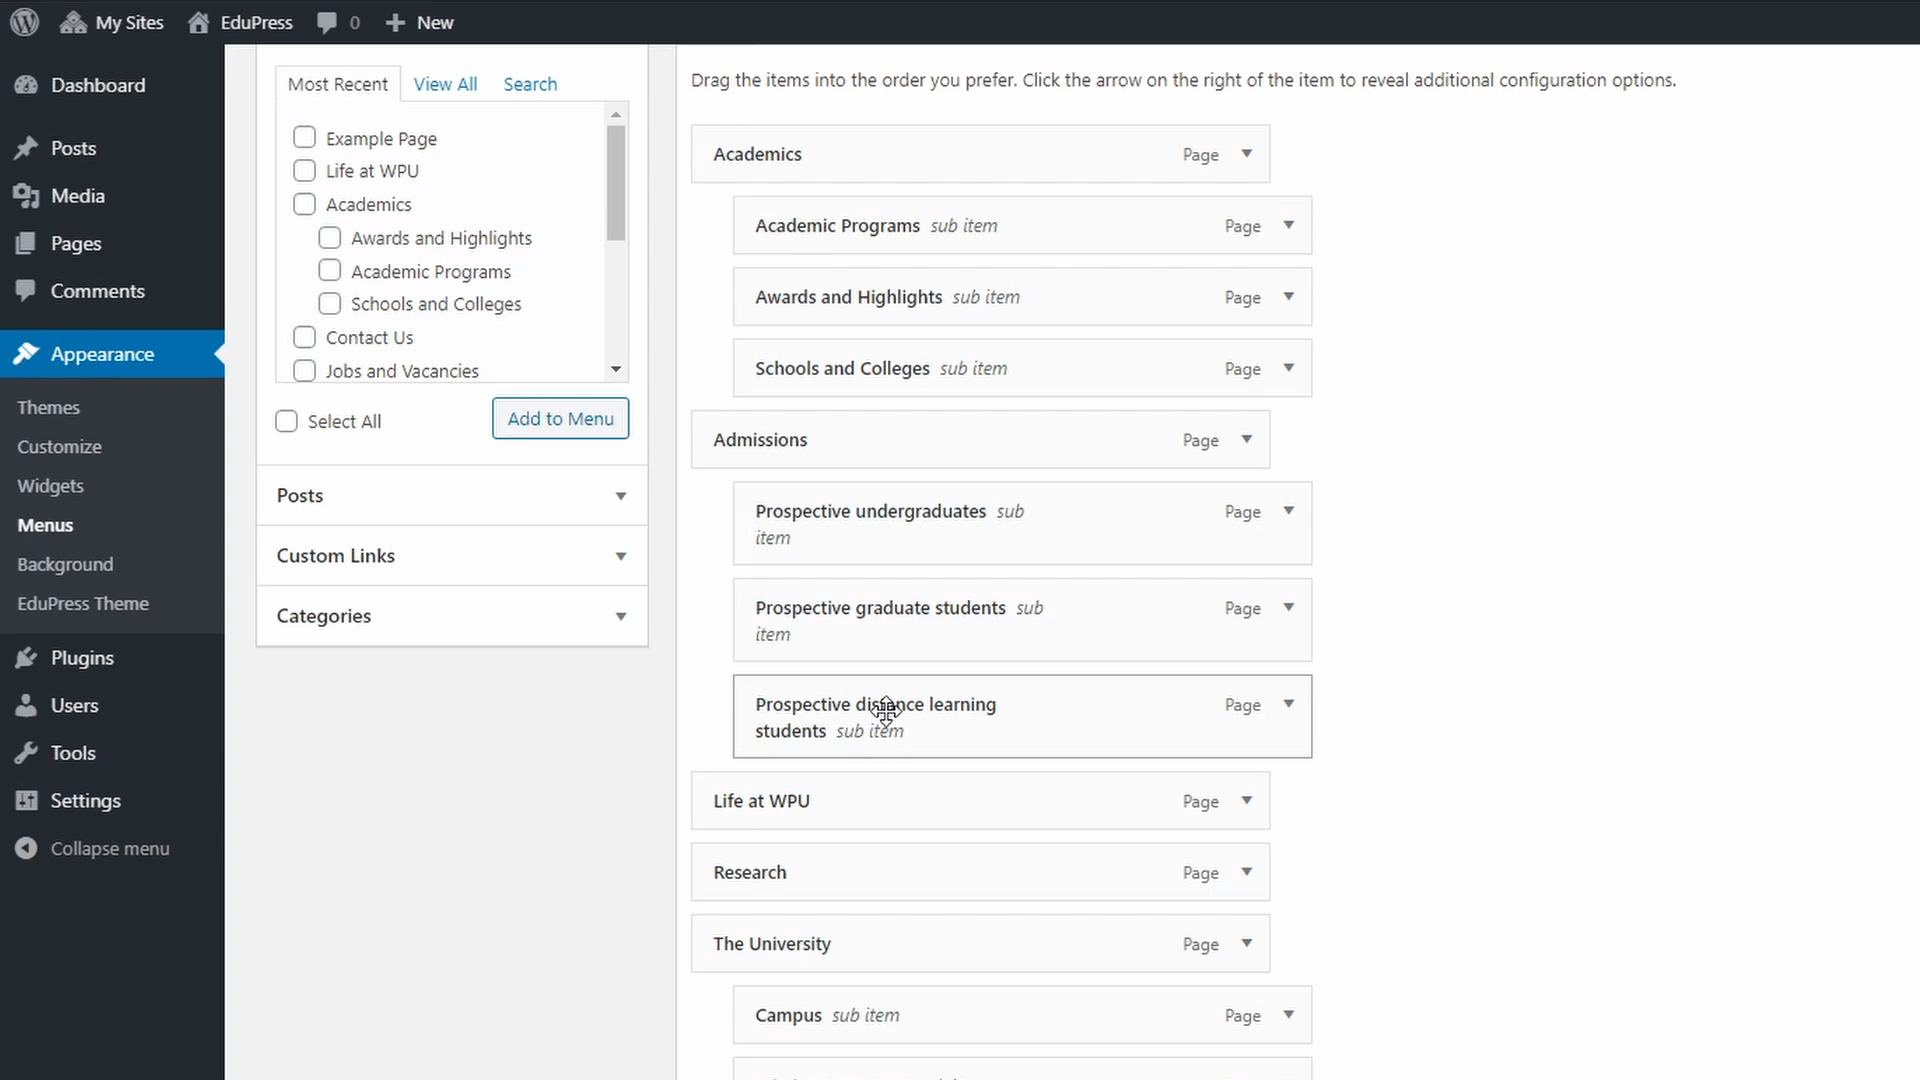 My Sites
EduPress
0
New
Dashboard
Posts
Media
Pages
Comments
Appearance
Themes
Customize
Widgets
Menus
Background
EduPress Theme
Plugins
Users
Tools
Settings
Collapse menu
Most Recent
View All
Search
Example Page
Life at WPU
Academics
Awards and Highlights
Academic Programs
Schools and Colleges
Contact Us
Jobs and Vacancies
Select All
Add to Menu
Posts
Custom Links
Categories
Drag the items into the order you prefer. Click the arrow on the right of the item to reveal additional configuration options.
Academics Page
Academic Programs sub item Page
Awards and Highlights sub item Page
Schools and Colleges sub item Page
Admissions Page
Prospective undergraduates sub Page
item
Prospective graduate students sub Page
item
Prospective distance learning Page
students sub item
Life at WPU Page
Research Page
The University Page
Campus sub item Page